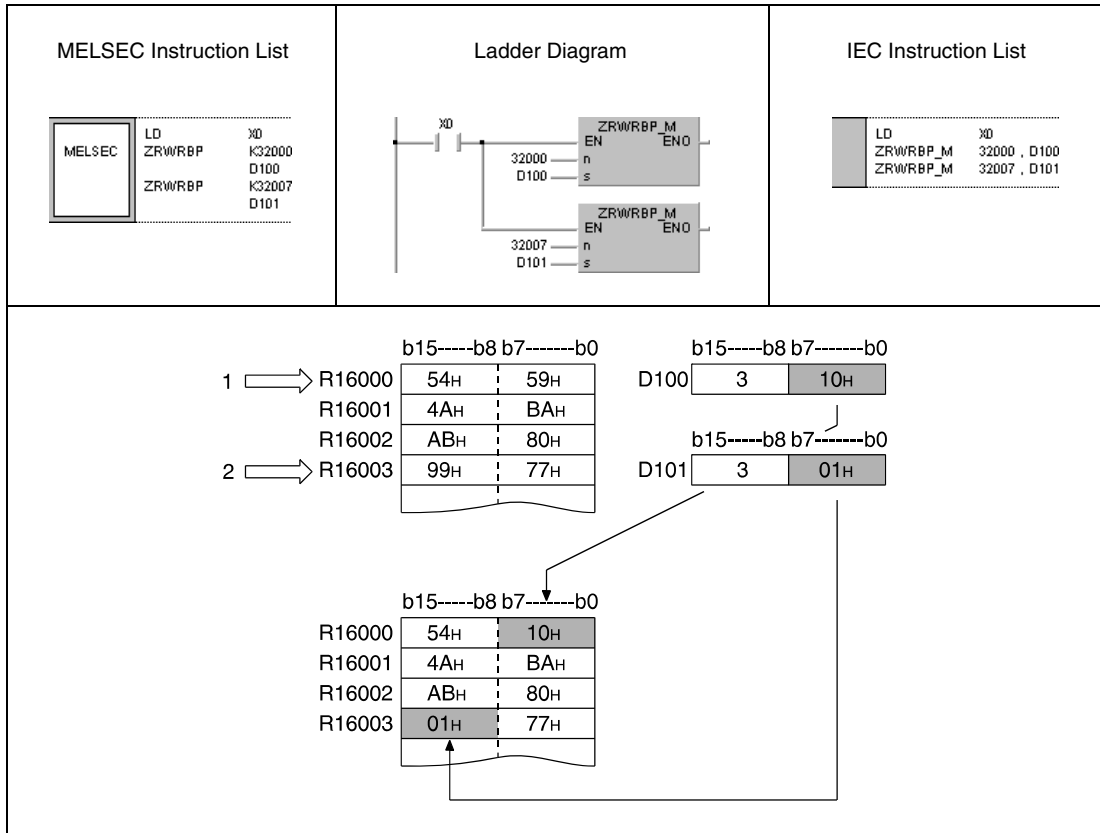 MELSEC Instruction List
MELSEC
LD X0
ZRWRBP K32000
D100
ZRWRBP K32007
D101
Ladder Diagram
X0
ZRWRBP_M
EN ENO
32000 n
D100 s
ZRWRBP_M
EN ENO
32007 n
D101 s
IEC Instruction List
LD X0
ZRWRBP_M 32000 , D100
ZRWRBP_M 32007 , D101
b15-----b8 b7-------b0
1 R16000 54H 59H
R16001 4AH BAH
R16002 ABH 80H
2 R16003 99H 77H
b15-----b8 b7-------b0
D100 3 10H
b15-----b8 b7-------b0
D101 3 01H
b15-----b8 b7-------b0
R16000 54H 10H
R16001 4AH BAH
R16002 ABH 80H
R16003 01H 77H